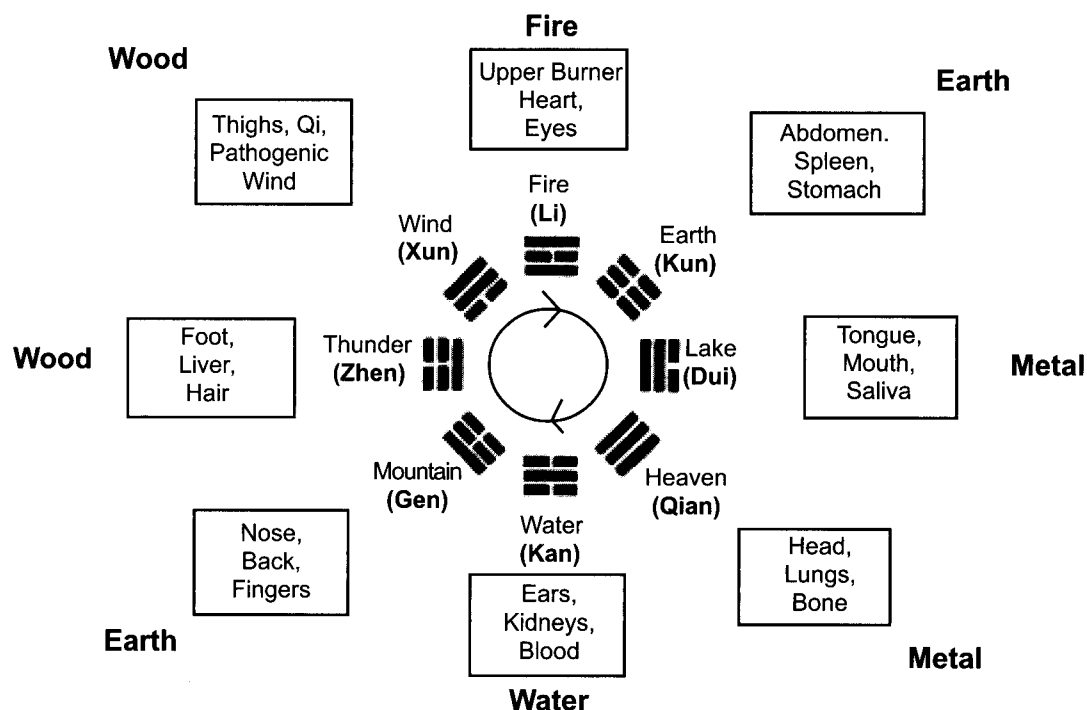 Fire
Wood
Upper Burner
Heart,
Eyes
Earth
Thighs, Qi,
Pathogenic
Wind
Abdomen.
Spleen,
Stomach
Fire
(Li)
Wind
(Xun)
Earth
(Kun)
Wood
Foot,
Liver,
Hair
Thunder
(Zhen)
Lake
(Dui)
Tongue,
Mouth,
Saliva
Metal
Mountain
(Gen)
Heaven
(Qian)
Water
(Kan)
Nose,
Back,
Fingers
Head,
Lungs,
Bone
Ears,
Kidneys,
Blood
Earth
Metal
Water